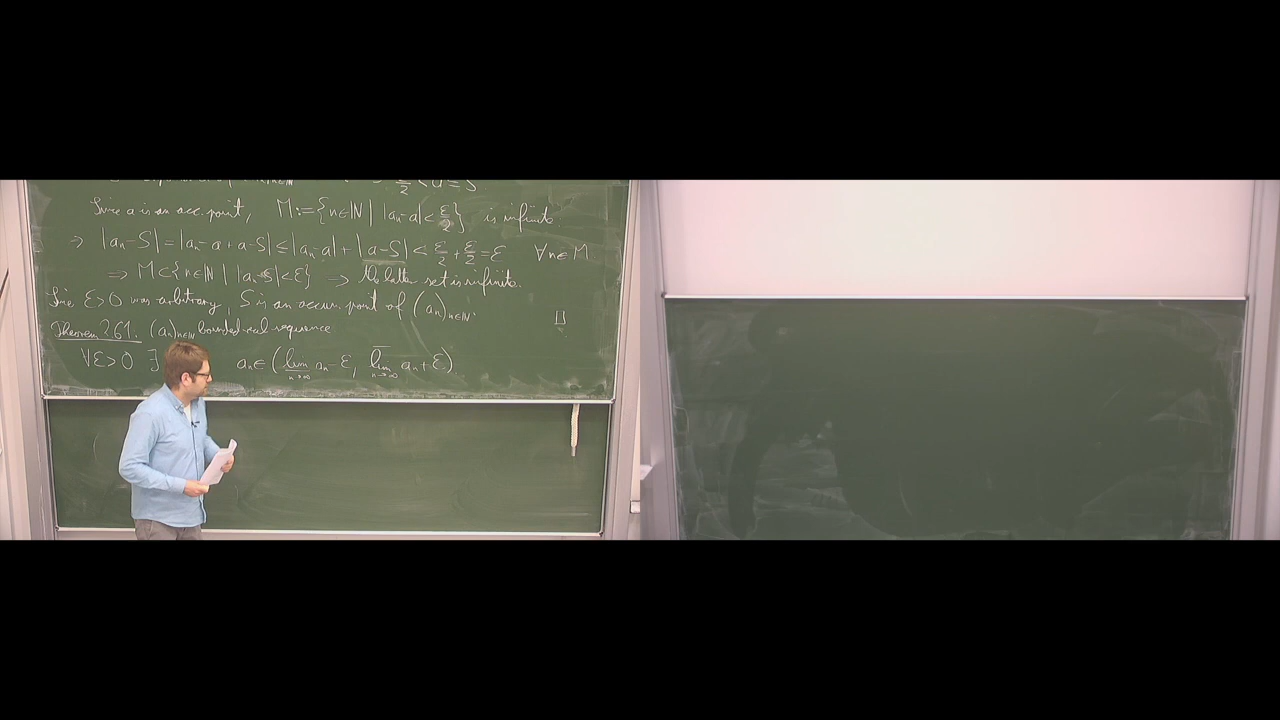 Since a is an acc. point, M := {n∈ℕ | |aₙ-a| < ε/2} is infinite.
⇒ |aₙ-S| = |aₙ-a+a-S| ≤ |aₙ-a| + |a-S| < ε/2 + ε/2 = ε ∀n∈M
⇒ M ⊂ {n∈ℕ | |aₙ-S| < ε} → the latter set is infinite.
Since ε>0 was arbitrary, S is an accum. point of (aₙ)n∈ℕ. □
Theorem 2.61. (aₙ)n∈ℕ bounded real sequence
∀ε>0 ∃ aₙ ∈ (lim̲ n→∞ aₙ - ε, lim̅ n→∞ aₙ + ε)